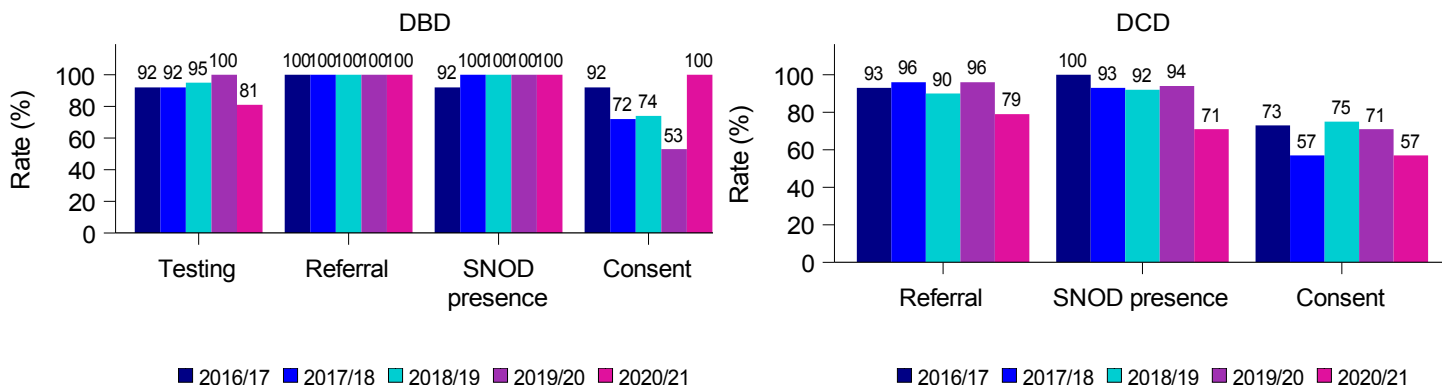 DBD
Rate (%)
100
80
60
40
20
0
92 92 95 100 81
100 100 100 100 100
92 100 100 100 100
92 72 74 53 100
Testing Referral SNOD presence Consent
2016/17 2017/18 2018/19 2019/20 2020/21
DCD
Rate (%)
100
80
60
40
20
0
93 96 90 96 79
100 93 92 94 71
73 57 75 71 57
Referral SNOD presence Consent
2016/17 2017/18 2018/19 2019/20 2020/21